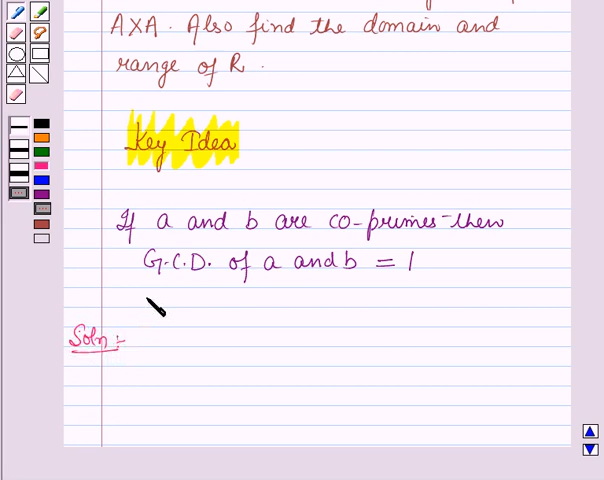 A×A. Also find the domain and
range of R.
Key Idea
If a and b are co-primes then
G.C.D. of a and b = 1
Soln:-